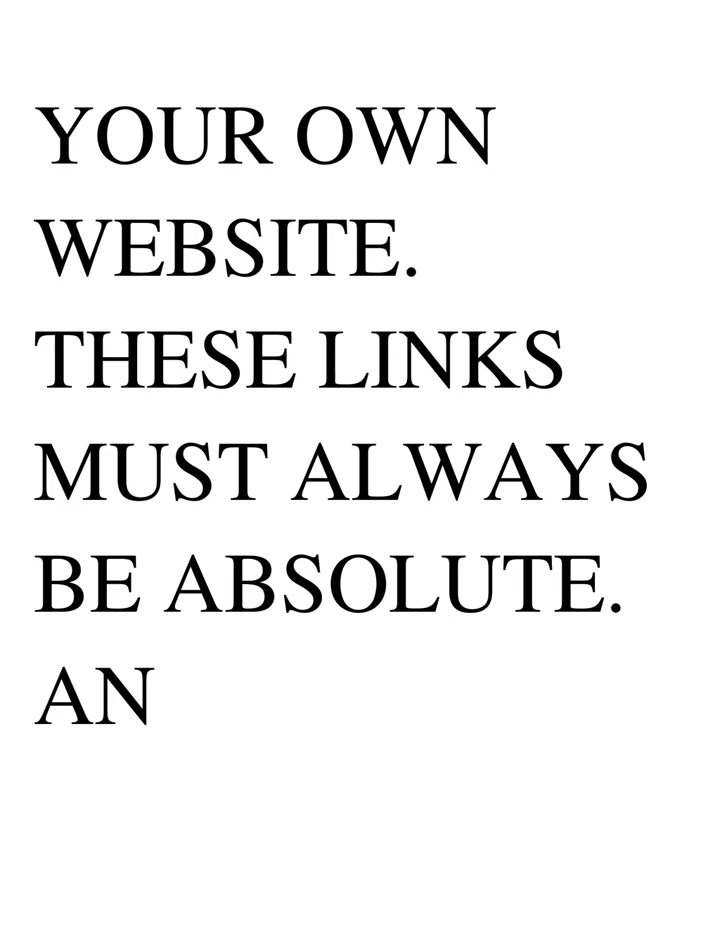 YOUR OWN
WEBSITE.
THESE LINKS
MUST ALWAYS
BE ABSOLUTE.
AN